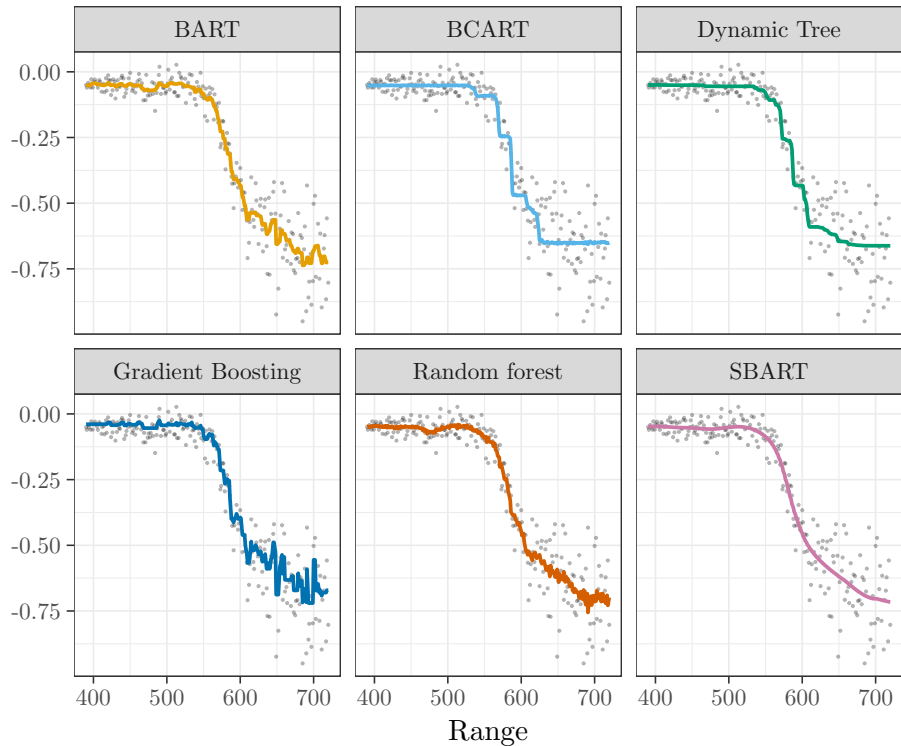 BART BCART Dynamic Tree
0.00
-0.25
-0.50
-0.75
Gradient Boosting Random forest SBART
0.00
-0.25
-0.50
-0.75
400 500 600 700 400 500 600 700 400 500 600 700
Range